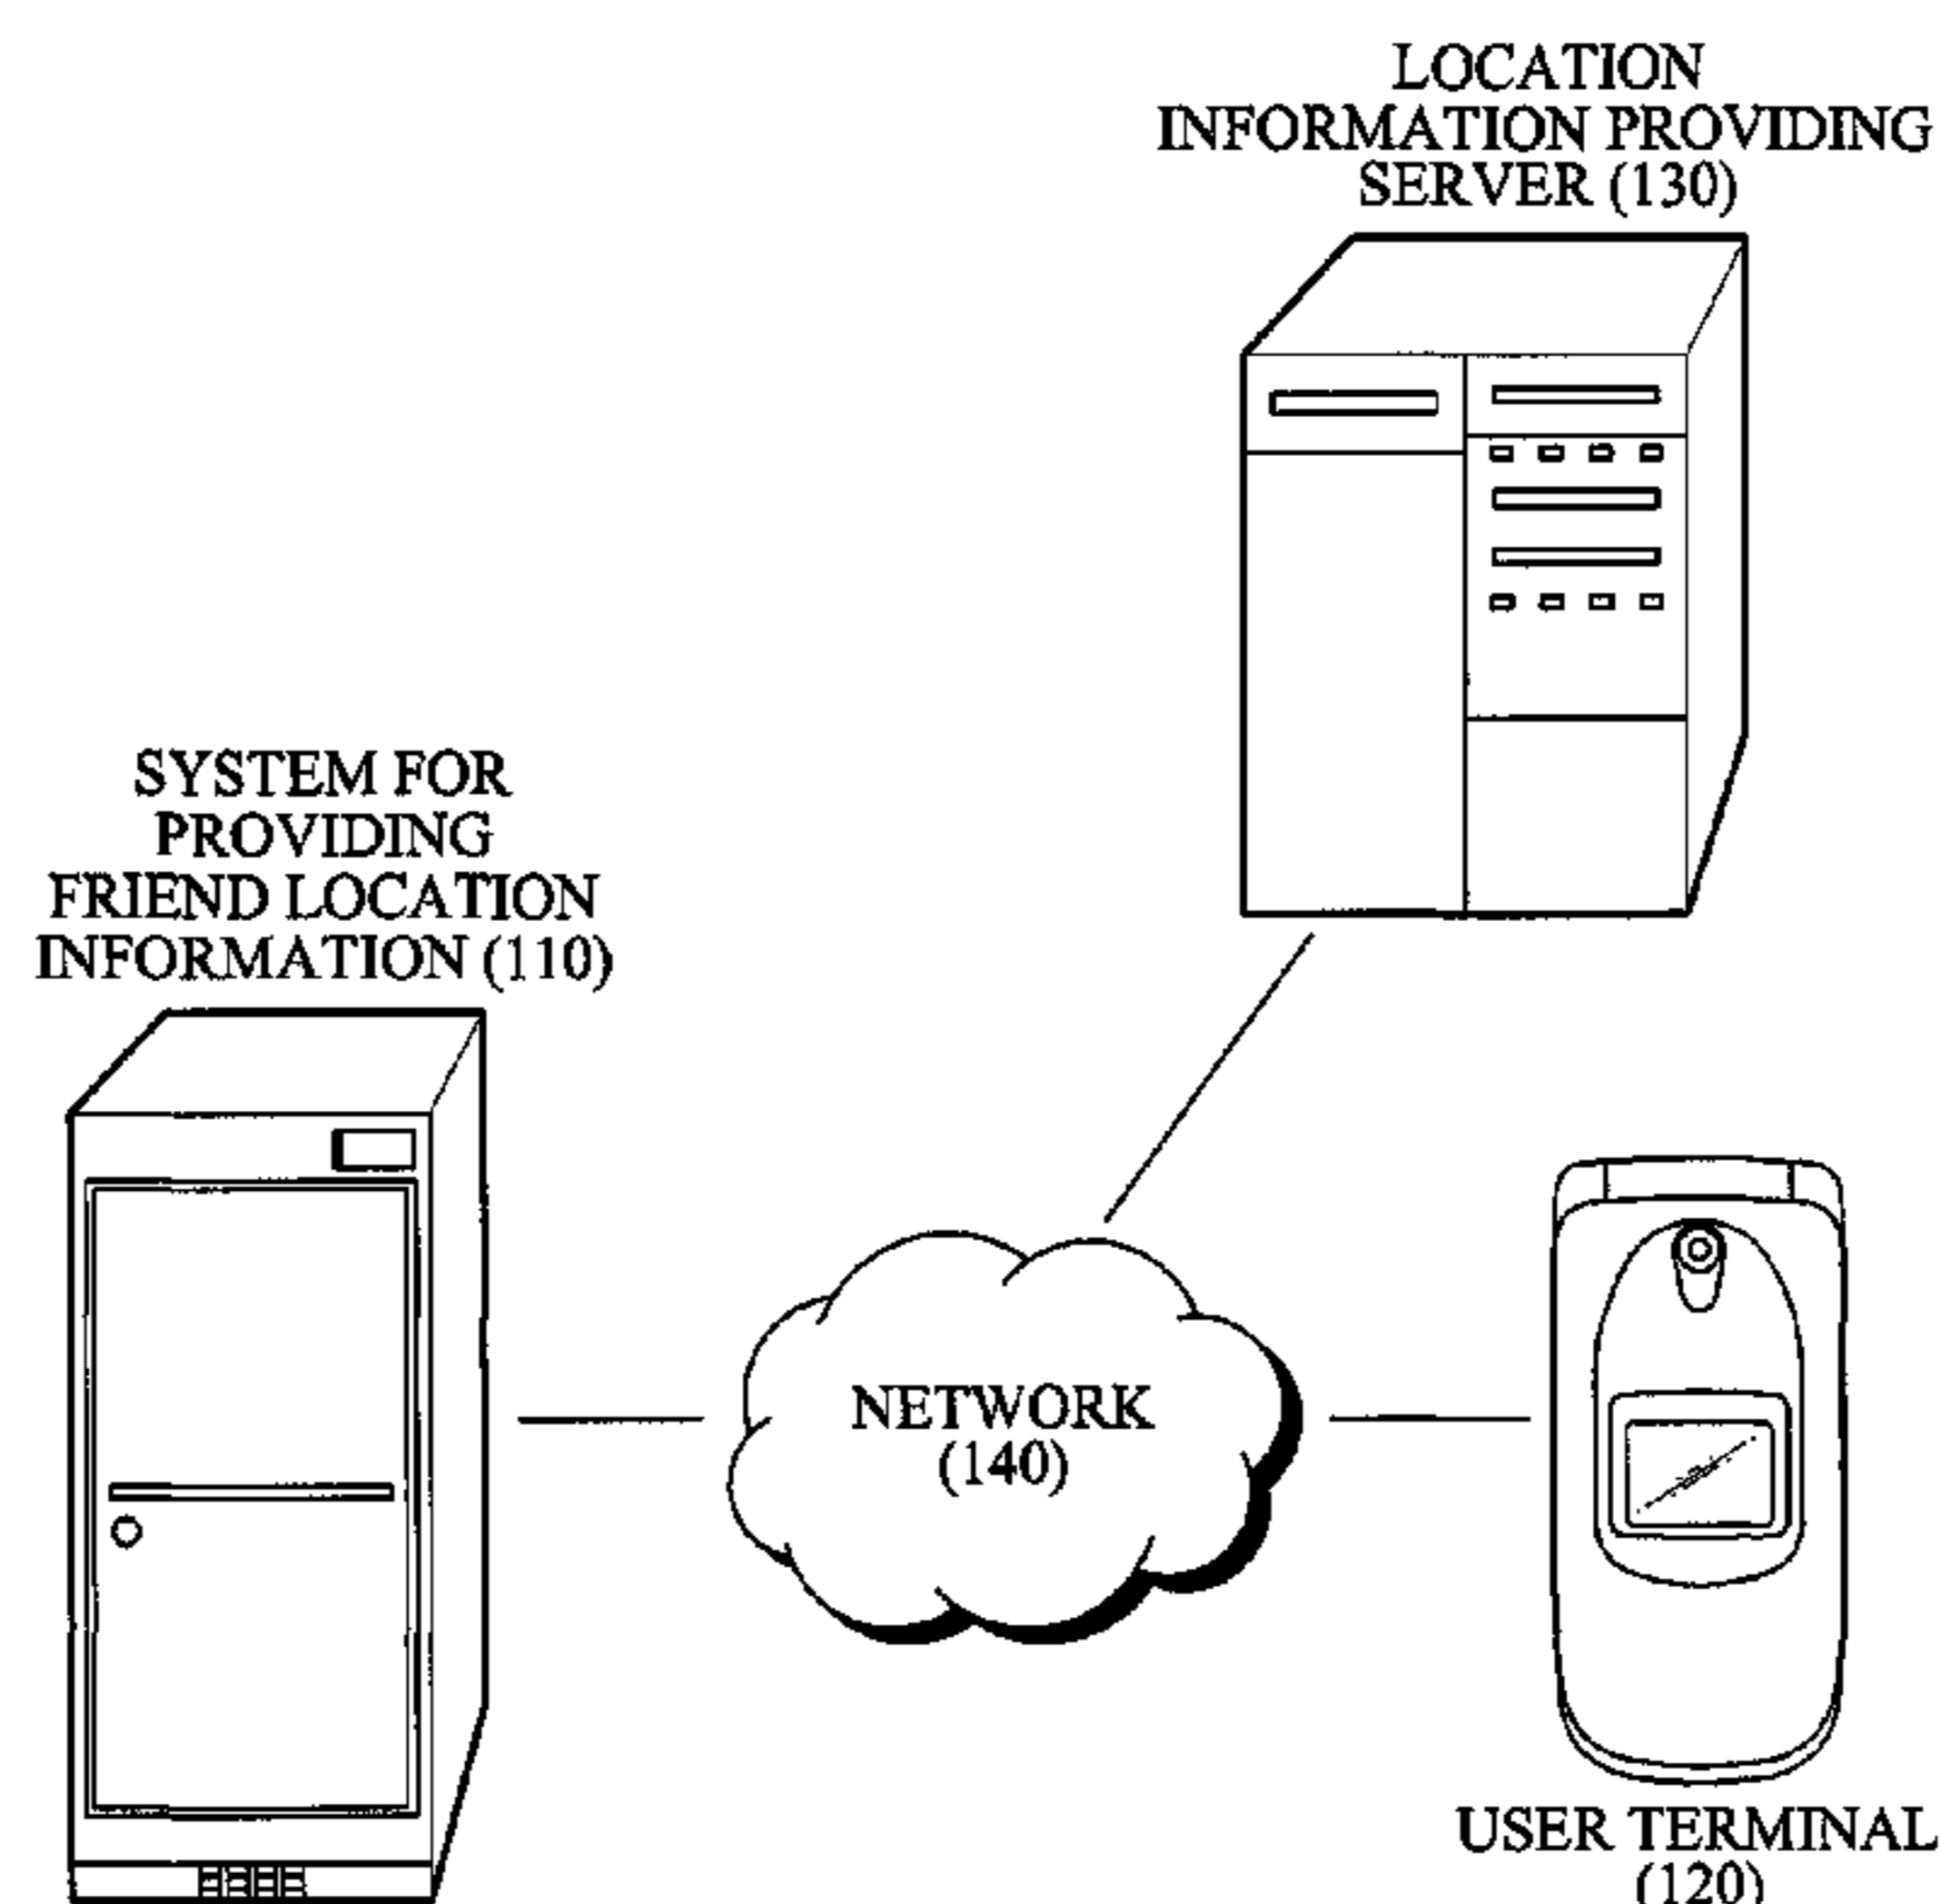 LOCATION
INFORMATION PROVIDING
SERVER (130)
SYSTEM FOR
PROVIDING
FRIEND LOCATION
INFORMATION (110)
NETWORK
(140)
USER TERMINAL
(120)